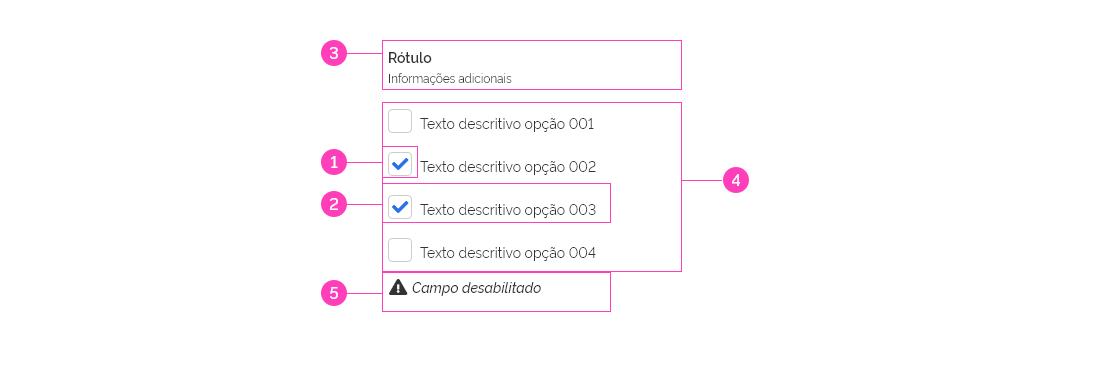 3
Rótulo
Informações adicionais
Texto descritivo opção 001
1
Texto descritivo opção 002
4
2
Texto descritivo opção 003
Texto descritivo opção 004
5
Campo desabilitado